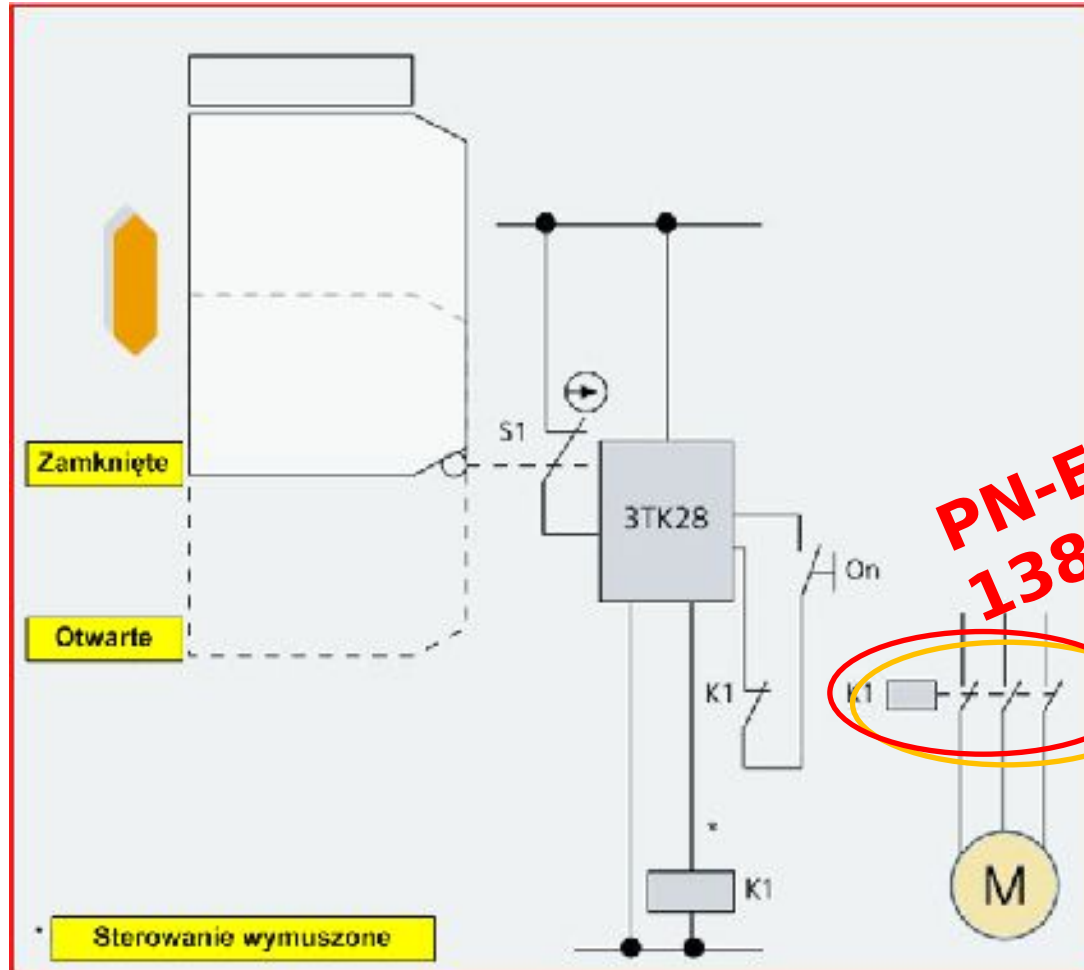 S1
Zamknięte
3TK28
PN-E
138
On
Otwarte
K1
K1
*
K1
M
* Sterowanie wymuszone